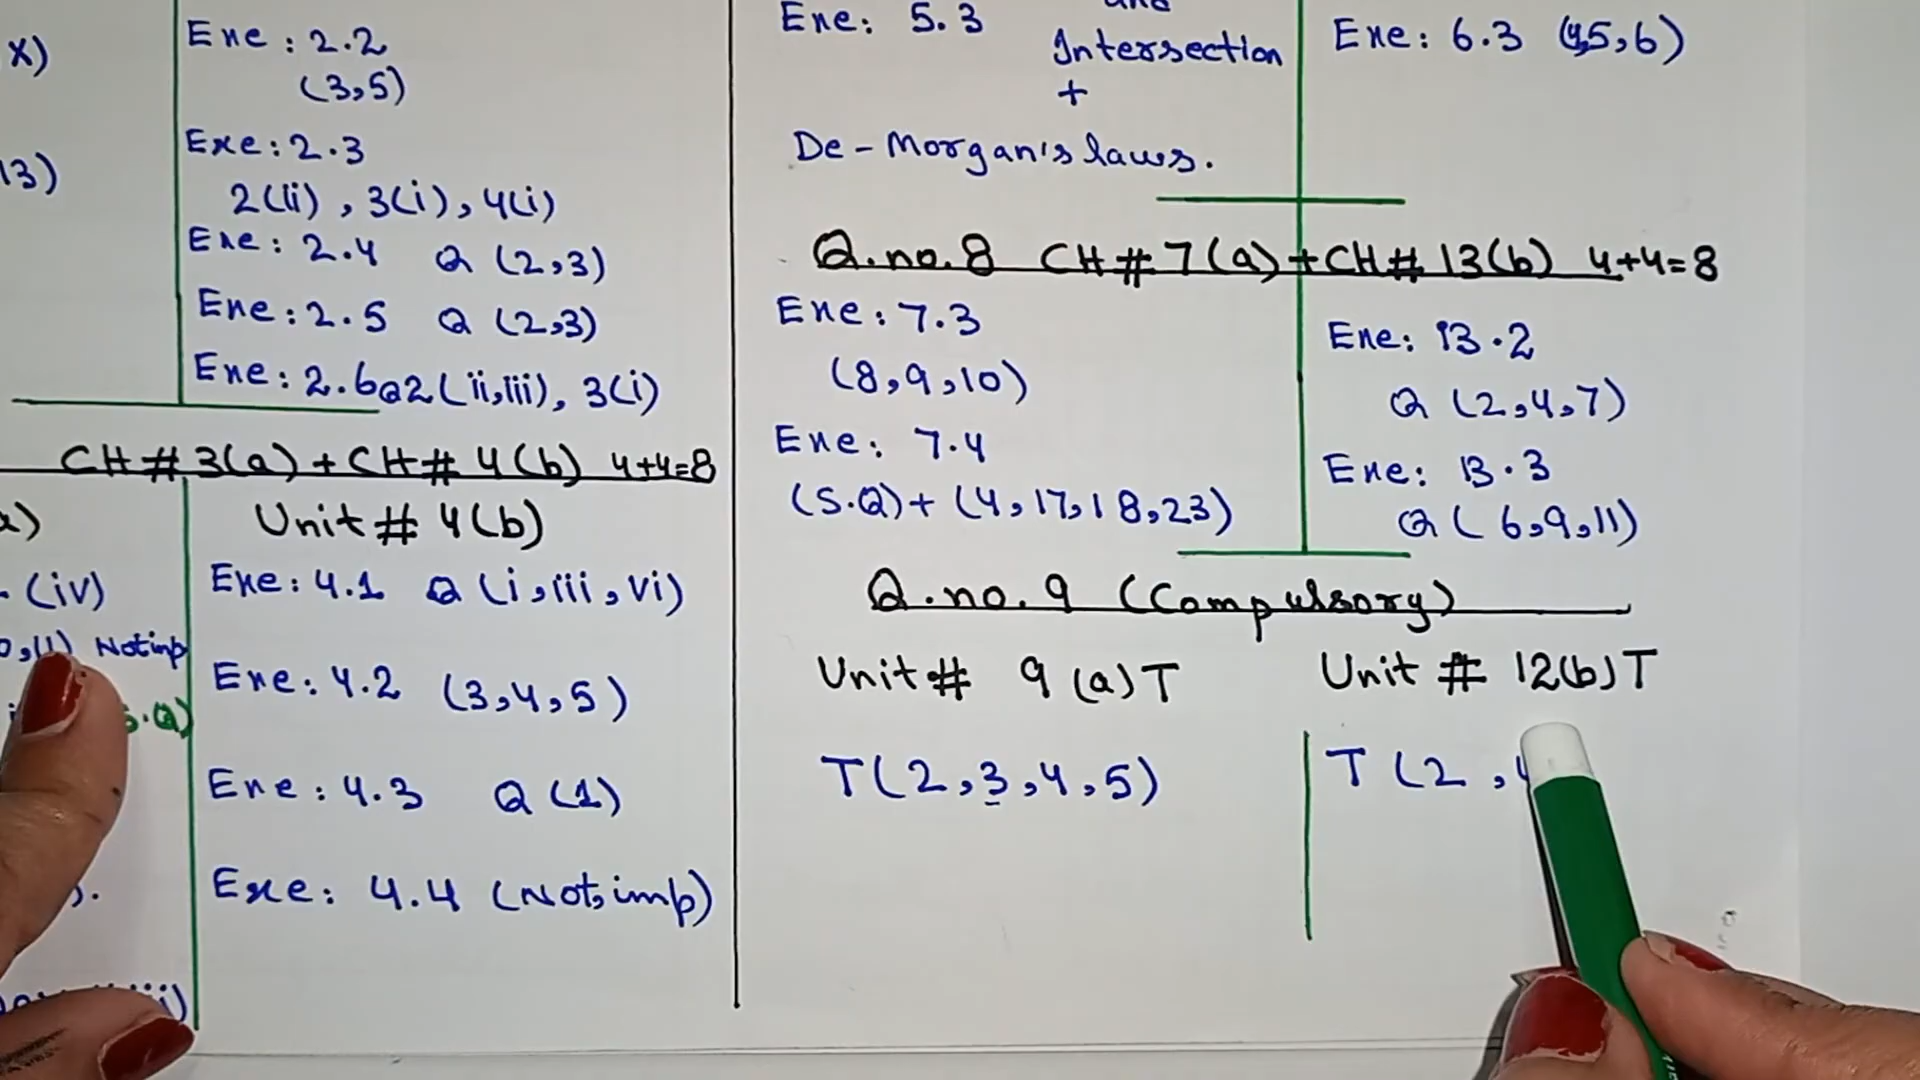 x)
13)
Exe: 2.2
(3,5)
Exe: 2.3
2(ii), 3(i), 4(i)
Exe: 2.4 Q (2,3)
Exe: 2.5 Q (2,3)
Exe: 2.6 Q2(ii,iii), 3(i)
CH# 3(a) + CH# 4(b) 4+4=8
Unit # 4(b)
(iv)
Not imp
Exe: 4.1 Q (i, iii, vi)
Exe: 4.2 (3,4,5)
Exe: 4.3 Q (1)
Exe: 4.4 (Not, imp)
Exe: 5.3
and
Intersection
+
De-Morgan's laws.
Exe: 6.3 (4,5,6)
Q.no.8 CH# 7(a) + CH# 13(b) 4+4=8
Exe: 7.3
(8,9,10)
Exe: 7.4
(S.Q) + (4,17,18,23)
Exe: 13.2
Q (2,4,7)
Exe: 13.3
Q (6,9,11)
Q.no.9 (Compulsory)
Unit# 9 (a) T
T(2,3,4,5)
Unit # 12(b) T
T (2,4